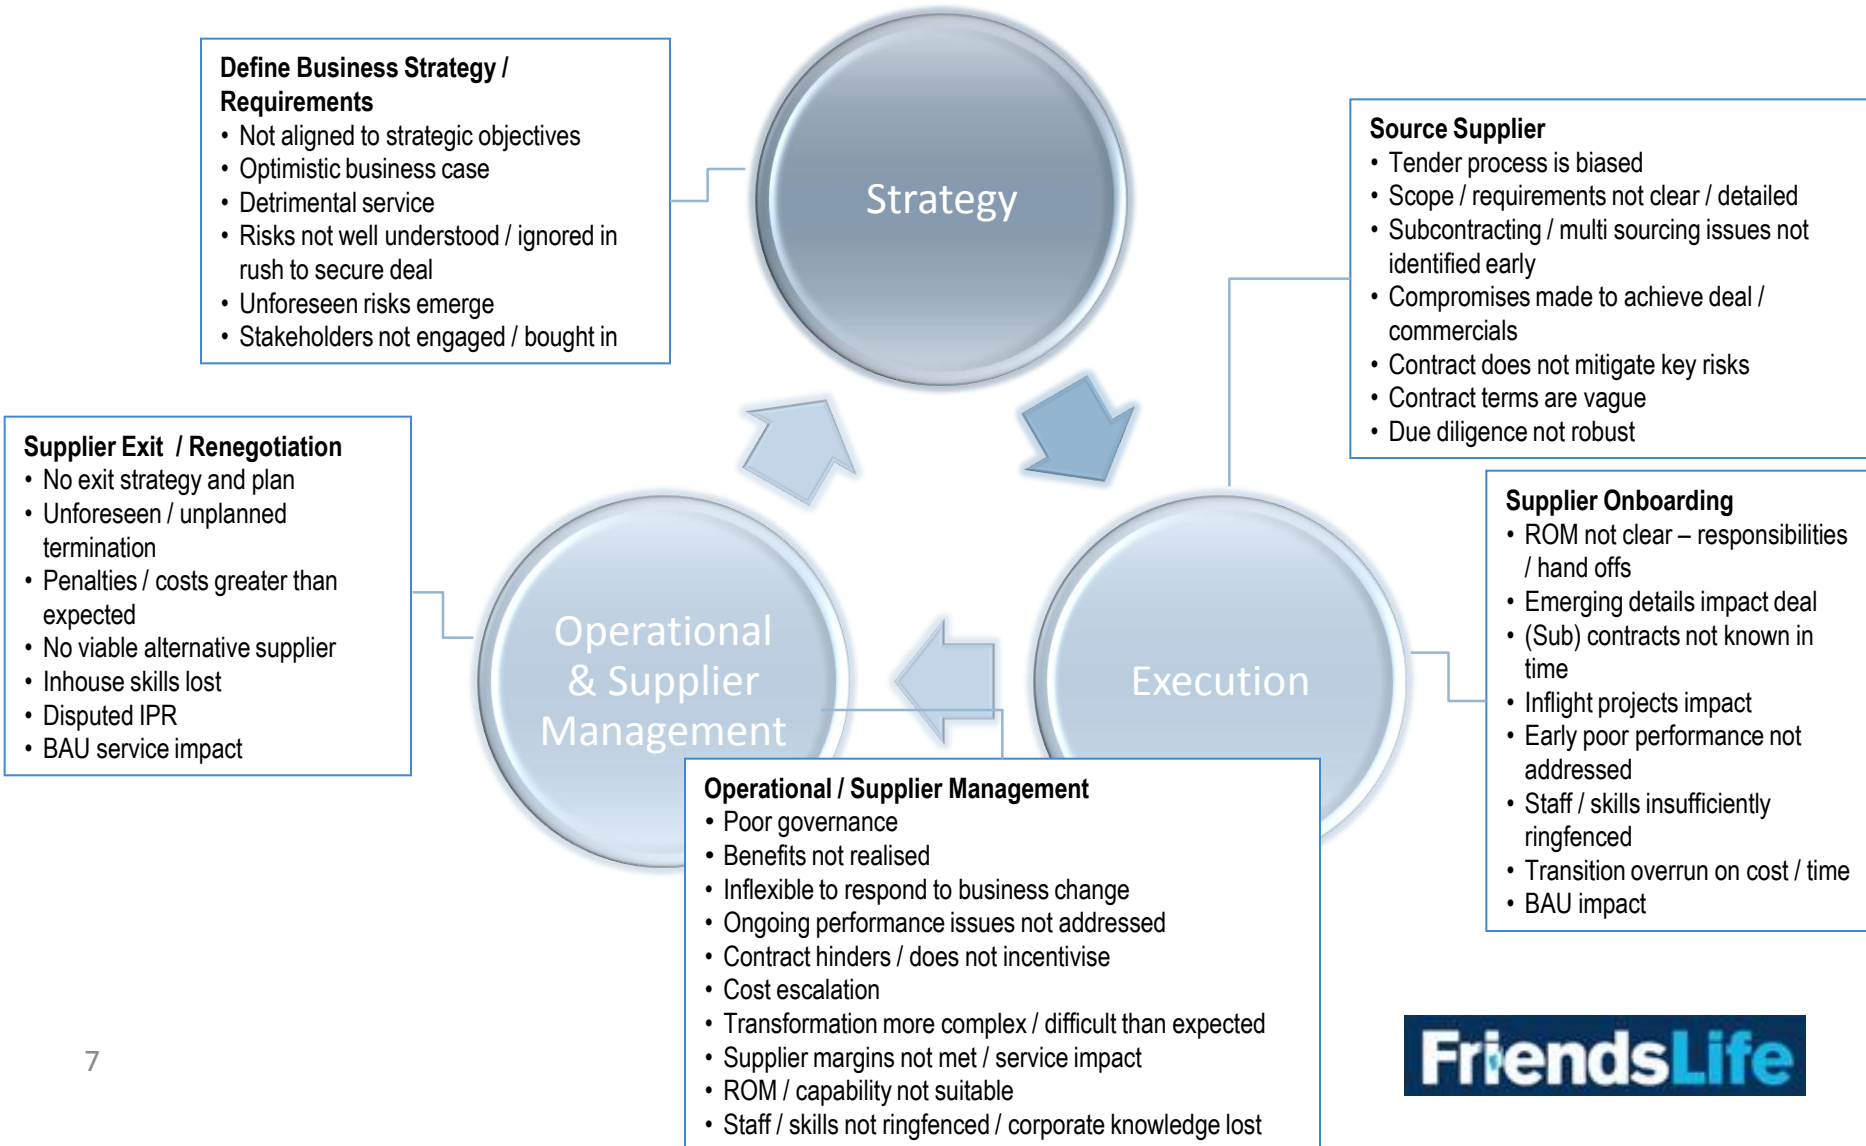 Define Business Strategy /
Requirements
• Not aligned to strategic objectives
• Optimistic business case
• Detrimental service
• Risks not well understood / ignored in
rush to secure deal
• Unforeseen risks emerge
• Stakeholders not engaged / bought in
Strategy
Source Supplier
• Tender process is biased
• Scope / requirements not clear / detailed
• Subcontracting / multi sourcing issues not
identified early
• Compromises made to achieve deal /
commercials
• Contract does not mitigate key risks
• Contract terms are vague
• Due diligence not robust
Supplier Exit / Renegotiation
• No exit strategy and plan
• Unforeseen / unplanned
termination
• Penalties / costs greater than
expected
• No viable alternative supplier
• Inhouse skills lost
• Disputed IPR
• BAU service impact
Operational
& Supplier
Management
Execution
Supplier Onboarding
• ROM not clear – responsibilities
/ hand offs
• Emerging details impact deal
• (Sub) contracts not known in
time
• Inflight projects impact
• Early poor performance not
addressed
• Staff / skills insufficiently
ringfenced
• Transition overrun on cost / time
• BAU impact
Operational / Supplier Management
• Poor governance
• Benefits not realised
• Inflexible to respond to business change
• Ongoing performance issues not addressed
• Contract hinders / does not incentivise
• Cost escalation
• Transformation more complex / difficult than expected
• Supplier margins not met / service impact
• ROM / capability not suitable
• Staff / skills not ringfenced / corporate knowledge lost
7
FriendsLife